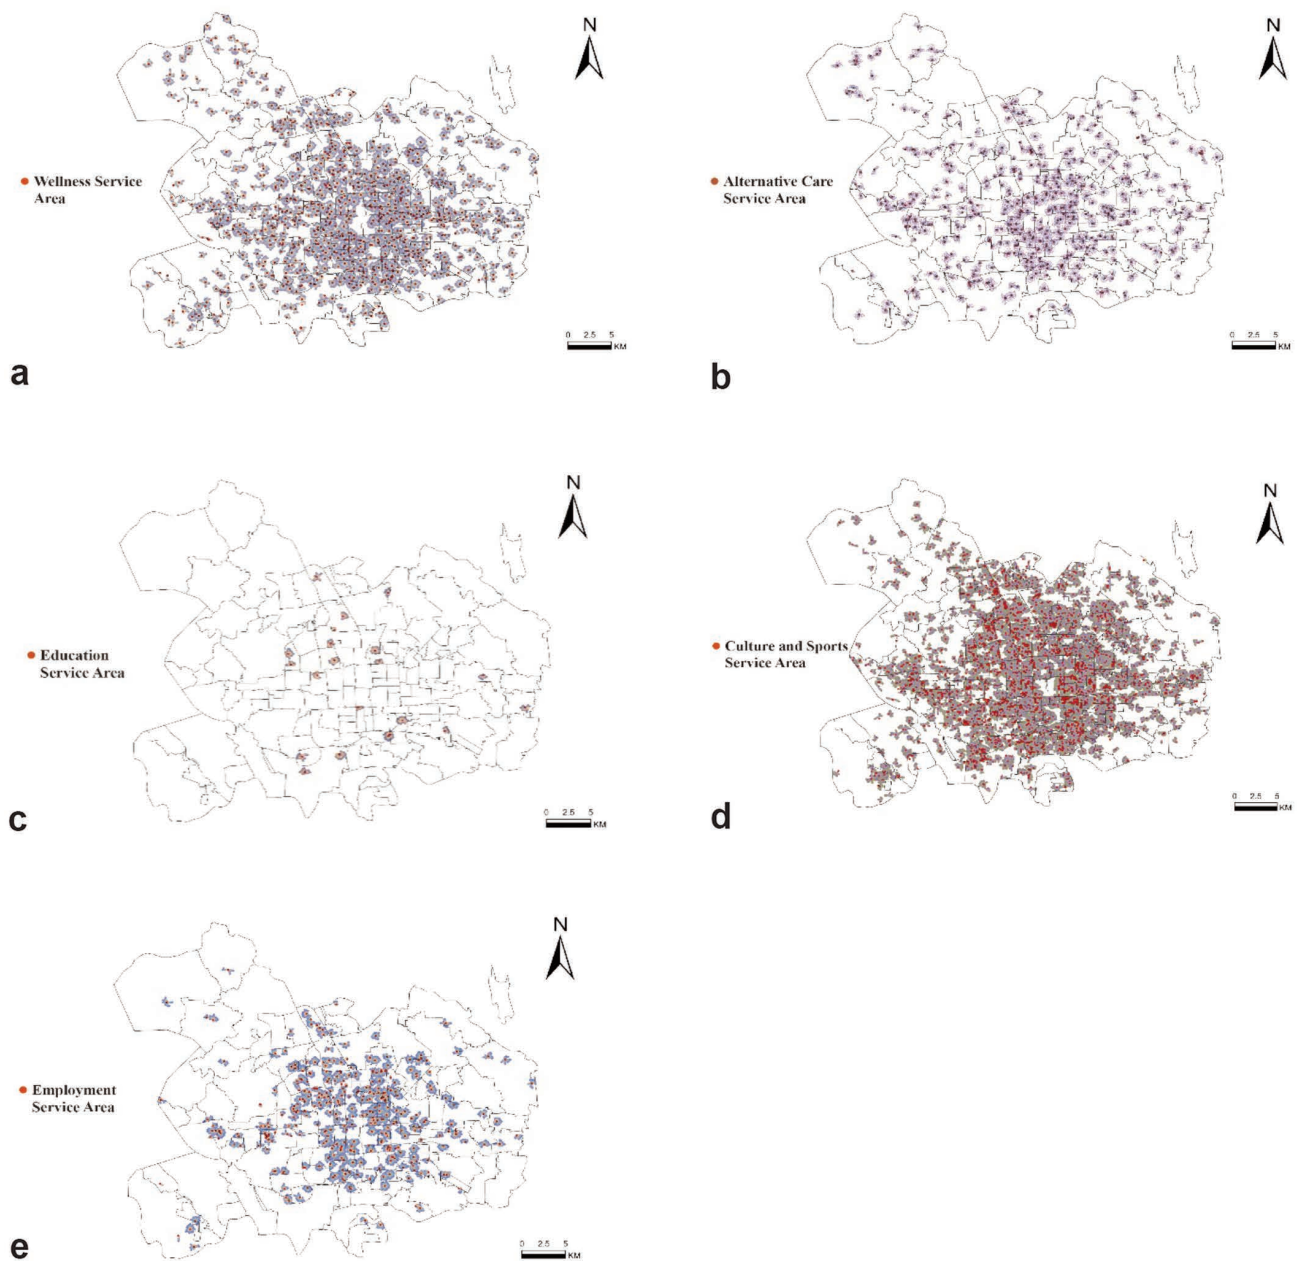 N
Wellness Service
Area
0 2.5 5
KM
a
N
Alternative Care
Service Area
0 2.5 5
KM
b
N
Education
Service Area
0 2.5 5
KM
c
N
Culture and Sports
Service Area
0 2.5 5
KM
d
N
Employment
Service Area
0 2.5 5
KM
e